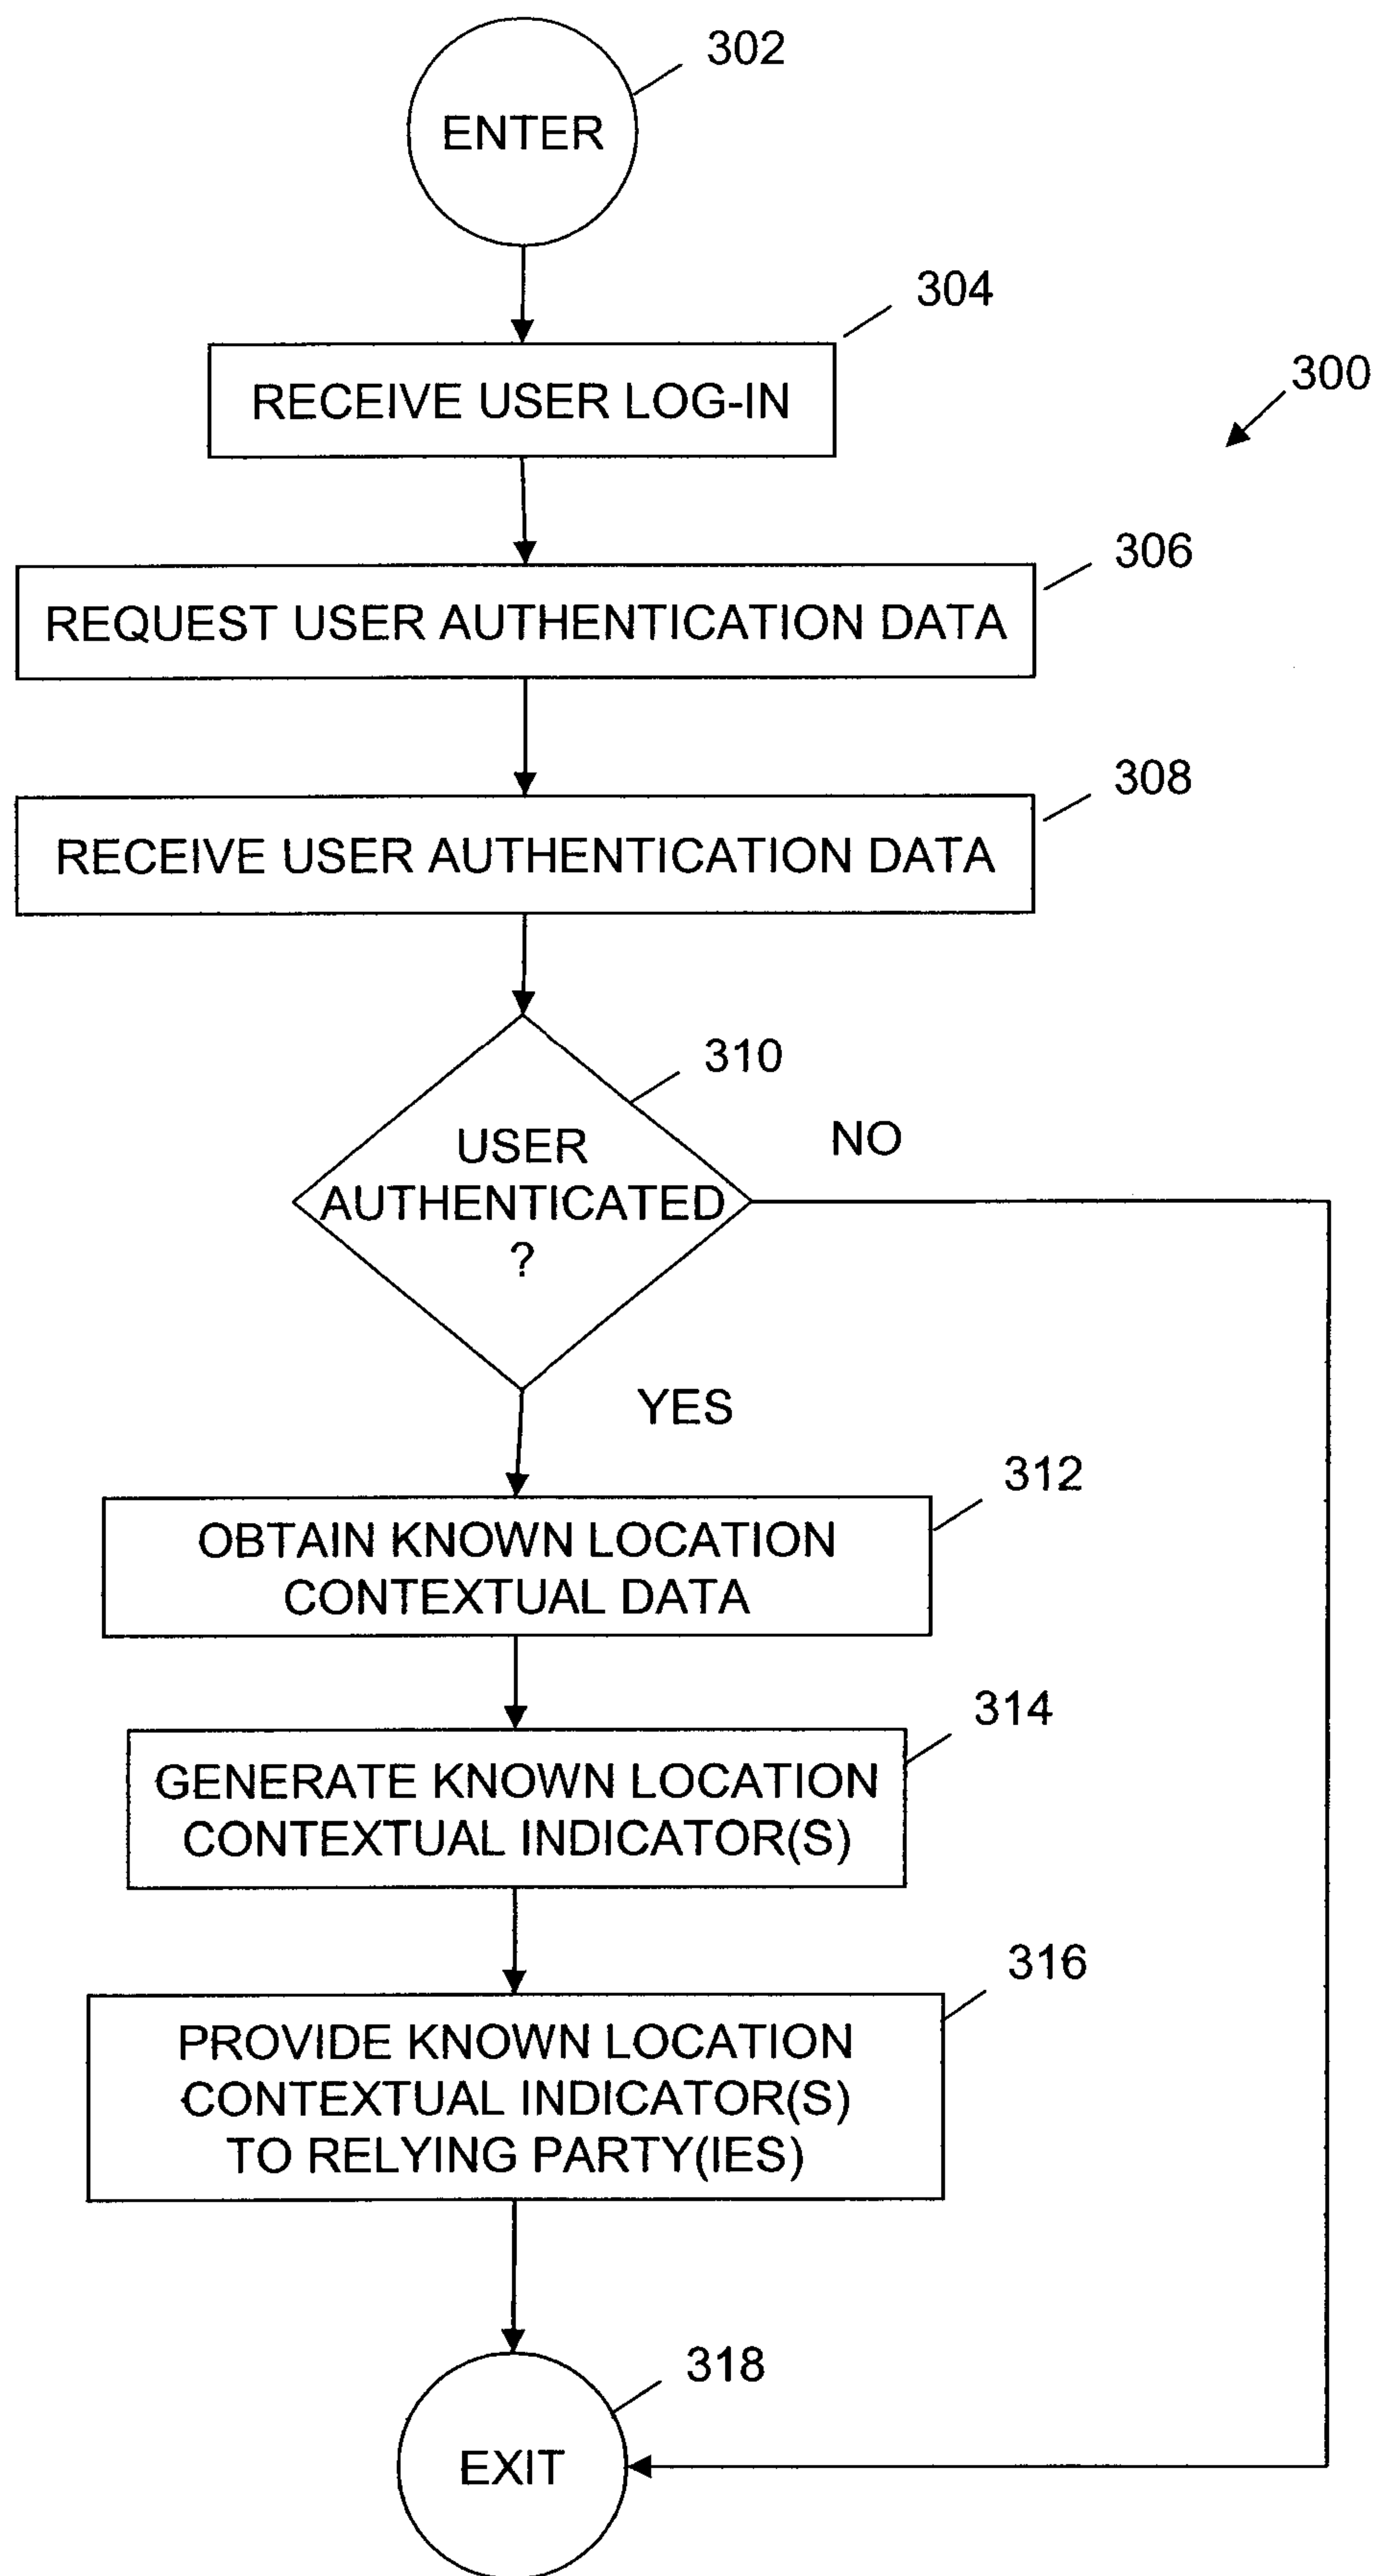 302
ENTER
304
RECEIVE USER LOG-IN
300
306
REQUEST USER AUTHENTICATION DATA
308
RECEIVE USER AUTHENTICATION DATA
310
USER
AUTHENTICATED
?
NO
YES
312
OBTAIN KNOWN LOCATION
CONTEXTUAL DATA
314
GENERATE KNOWN LOCATION
CONTEXTUAL INDICATOR(S)
316
PROVIDE KNOWN LOCATION
CONTEXTUAL INDICATOR(S)
TO RELYING PARTY(IES)
318
EXIT